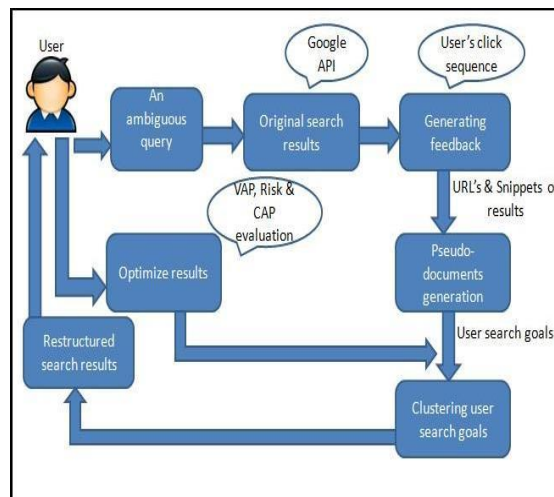 User
Google
API
User's click
sequence
An
ambiguous
query
Original search
results
Generating
feedback
URL's & Snippets o
results
VAP, Risk &
CAP
evaluation
Optimize results
Pseudo-
documents
generation
User search goals
Restructured
search results
Clustering user
search goals